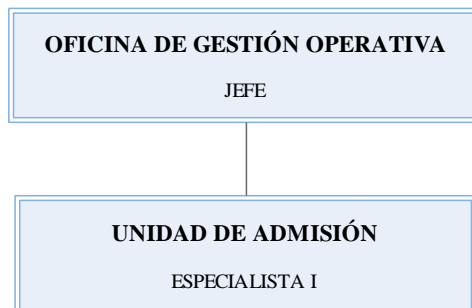 OFICINA DE GESTIÓN OPERATIVA
JEFE
UNIDAD DE ADMISIÓN
ESPECIALISTA I